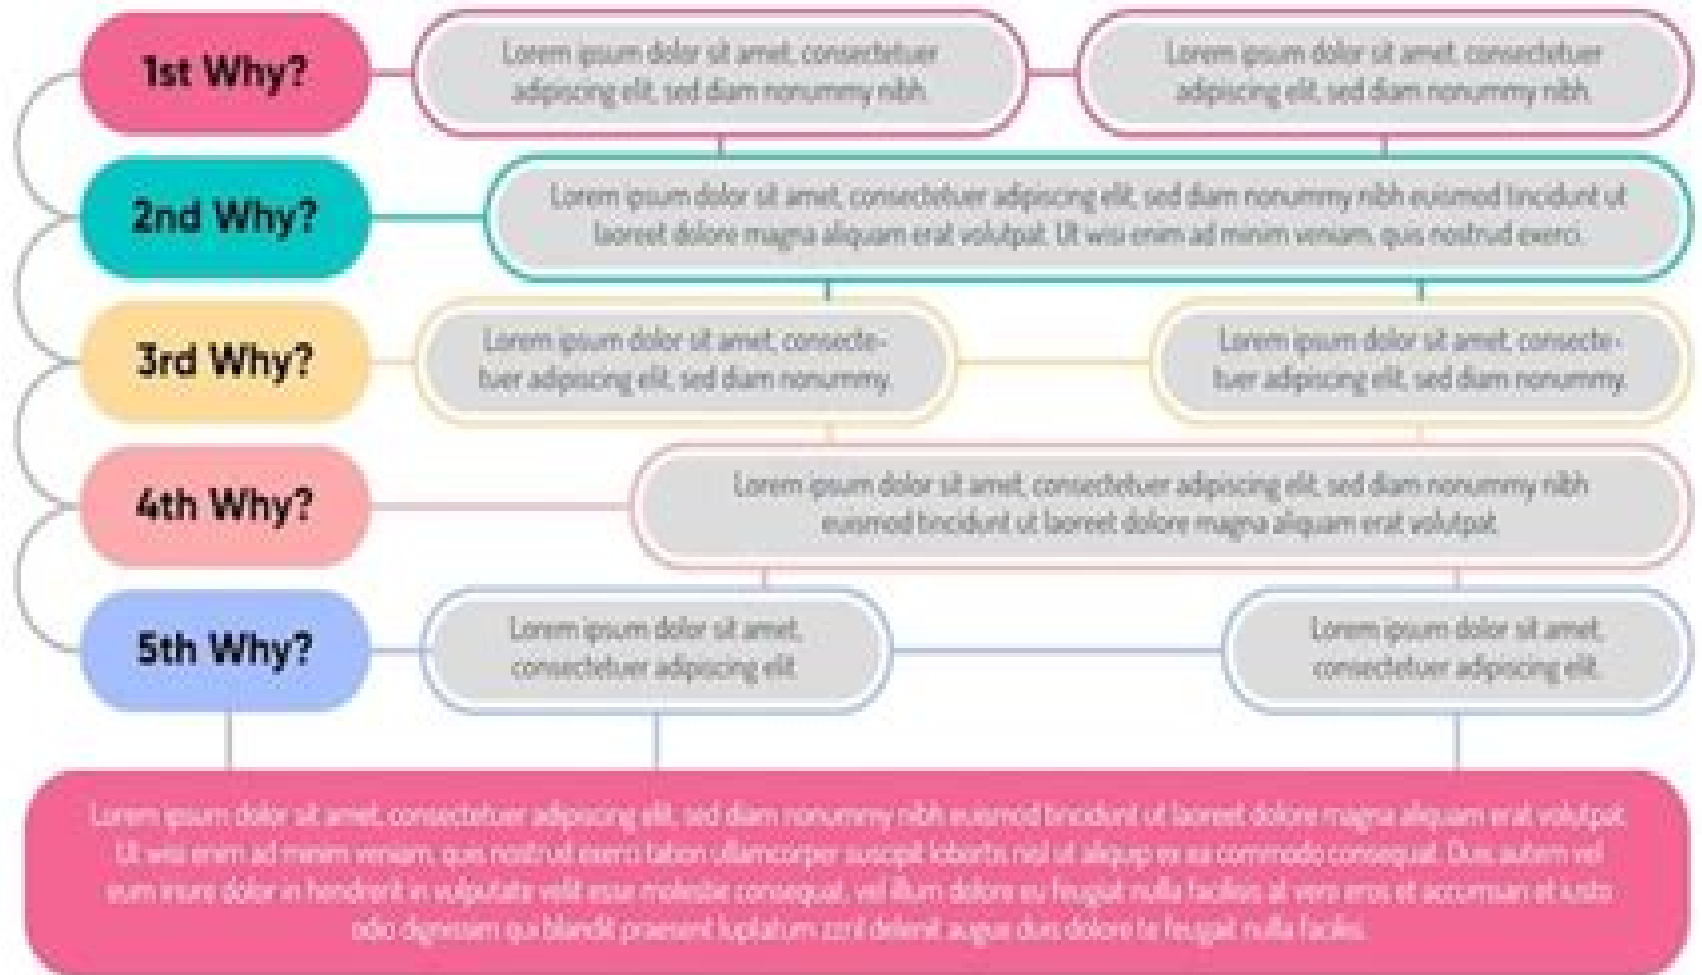 1st Why?
Lorem ipsum dolor sit amet, consectetuer
adipiscing elit, sed diam nonummy nibh.
Lorem ipsum dolor sit amet, consectetuer
adipiscing elit, sed diam nonummy nibh.
2nd Why?
Lorem ipsum dolor sit amet, consectetuer adipiscing elit, sed diam nonummy nibh euismod tincidunt ut
laoreet dolore magna aliquam erat volutpat. Ut wisi enim ad minim veniam, quis nostrud exerci.
3rd Why?
Lorem ipsum dolor sit amet, consecte-
tuer adipiscing elit, sed diam nonummy.
Lorem ipsum dolor sit amet, consecte-
tuer adipiscing elit, sed diam nonummy.
4th Why?
Lorem ipsum dolor sit amet, consectetuer adipiscing elit, sed diam nonummy nibh
euismod tincidunt ut laoreet dolore magna aliquam erat volutpat.
5th Why?
Lorem ipsum dolor sit amet,
consectetuer adipiscing elit.
Lorem ipsum dolor sit amet,
consectetuer adipiscing elit.
Lorem ipsum dolor sit amet, consectetuer adipiscing elit, sed diam nonummy nibh euismod tincidunt ut laoreet dolore magna aliquam erat volutpat.
Ut wisi enim ad minim veniam, quis nostrud exerci tation ullamcorper suscipit lobortis nisl ut aliquip ex ea commodo consequat. Duis autem vel
eum iriure dolor in hendrerit in vulputate velit esse molestie consequat, vel illum dolore eu feugiat nulla facilisis at vero eros et accumsan et iusto
odio dignissim qui blandit praesent luptatum zzril delenit augue duis dolore te feugait nulla facilisi.